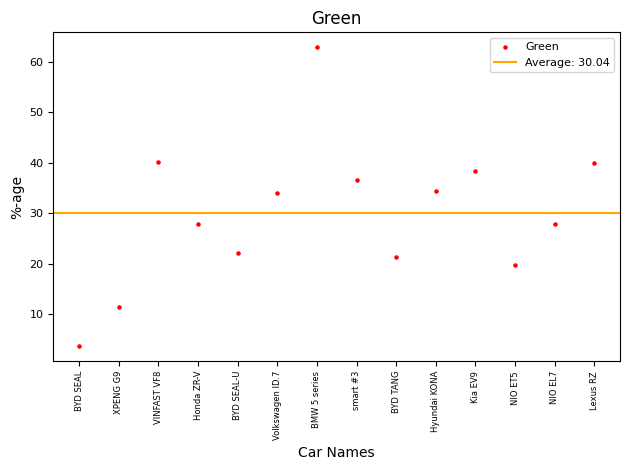 Green
%-age
60
50
40
30
20
10
Green
Average: 30.04
BYD SEAL
XPENG G9
VINFAST VF8
Honda ZR-V
BYD SEAL-U
Volkswagen ID.7
BMW 5 series
smart #3
BYD TANG
Hyundai KONA
Kia EV9
NIO ET5
NIO EL7
Lexus RZ
Car Names